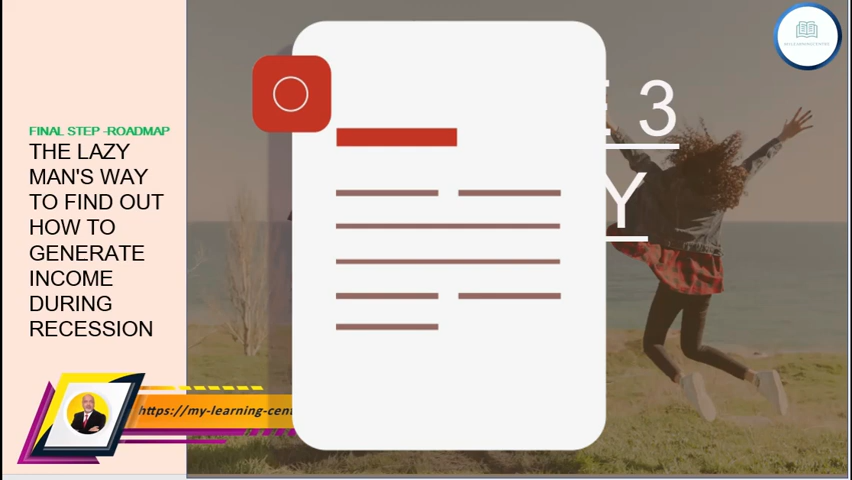 FINAL STEP -ROADMAP
THE LAZY
MAN'S WAY
TO FIND OUT
HOW TO
GENERATE
INCOME
DURING
RECESSION
3
Y
https://my-learning-cen